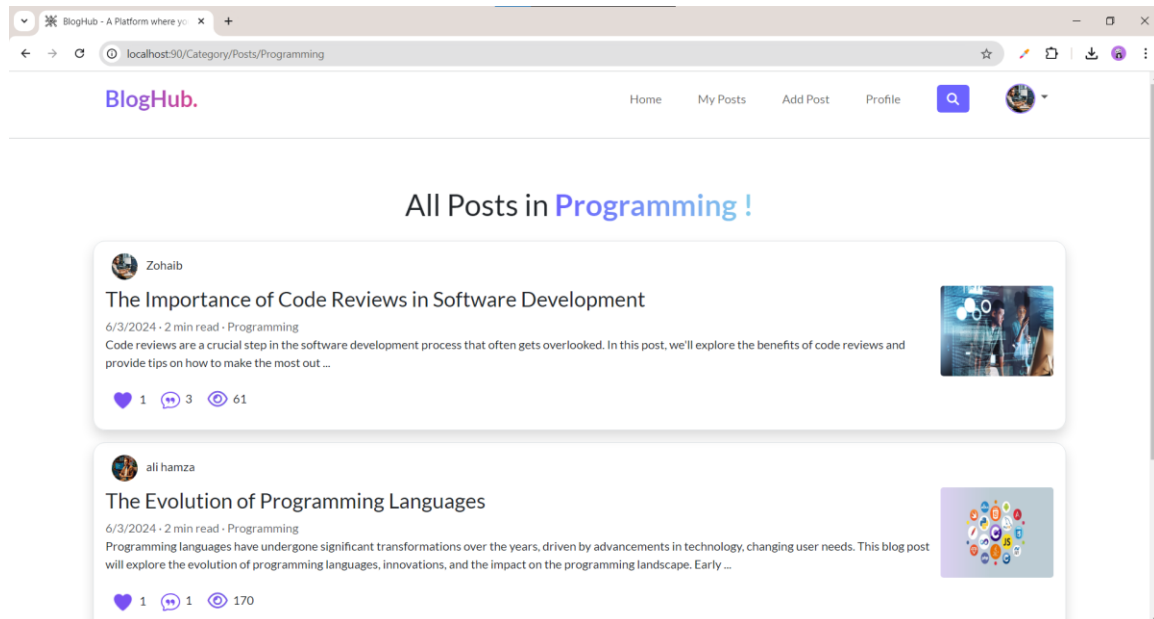 BlogHub - A Platform where yo
localhost:90/Category/Posts/Programming
BlogHub.
Home My Posts Add Post Profile
All Posts in Programming !
Zohaib
The Importance of Code Reviews in Software Development
6/3/2024 · 2 min read · Programming
Code reviews are a crucial step in the software development process that often gets overlooked. In this post, we'll explore the benefits of code reviews and
provide tips on how to make the most out ...
1 3 61
ali hamza
The Evolution of Programming Languages
6/3/2024 · 2 min read · Programming
Programming languages have undergone significant transformations over the years, driven by advancements in technology, changing user needs. This blog post
will explore the evolution of programming languages, innovations, and the impact on the programming landscape. Early ...
JS
1 1 170